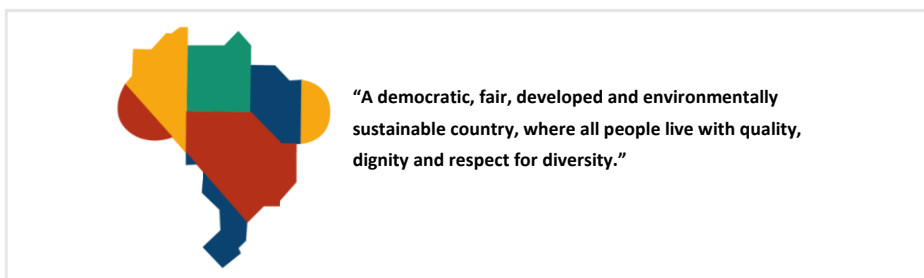 “A democratic, fair, developed and environmentally
sustainable country, where all people live with quality,
dignity and respect for diversity.”